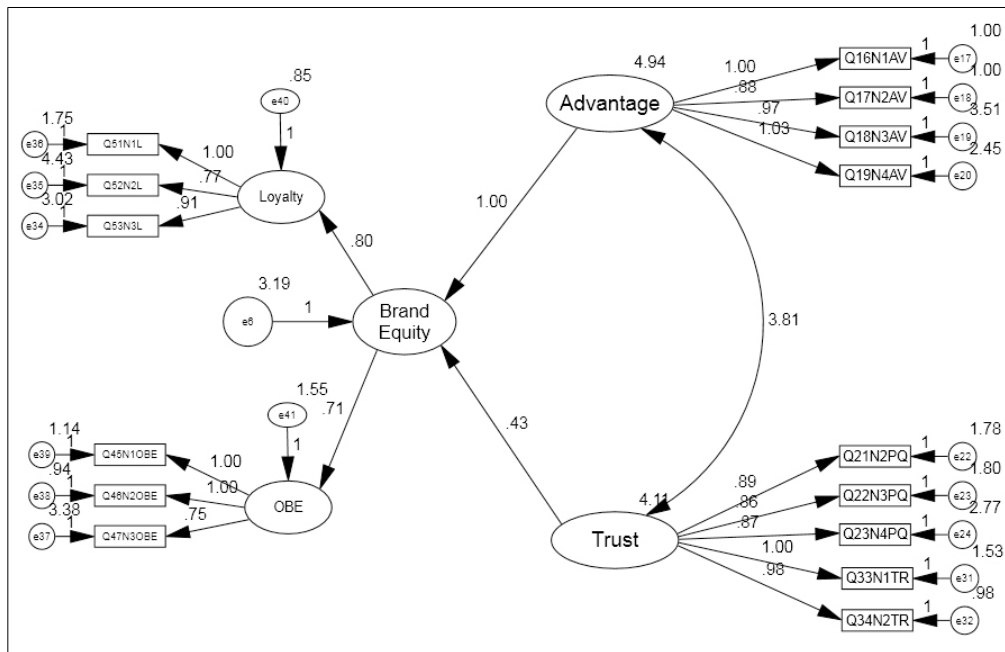 1.00
4.94
Q16N1AV
1
e17
1.00
1.00
.85
.88
Q17N2AV
1
e18
Advantage
3.51
e40
.97
Q18N3AV
1
e19
1.75
1
1.03
2.45
e36
1
Q51N1L
1.00
Q19N4AV
1
e20
4.43
e35
1
Q52N2L
.77
Loyalty
3.02
e34
1
Q53N3L
.91
1.00
.80
3.19
e6
1
Brand
Equity
3.81
1.55
.71
.43
1.14
e41
1.78
e39
1
Q45N1OBE
1
Q21N2PQ
1
e22
.94
1.00
.89
1.80
e38
1
Q46N2OBE
1.00
4.11
.86
Q22N3PQ
1
e23
3.38
OBE
2.77
e37
1
Q47N3OBE
.75
Trust
.87
Q23N4PQ
1
e24
1.53
1.00
Q33N1TR
1
e31
.98
.98
Q34N2TR
1
e32